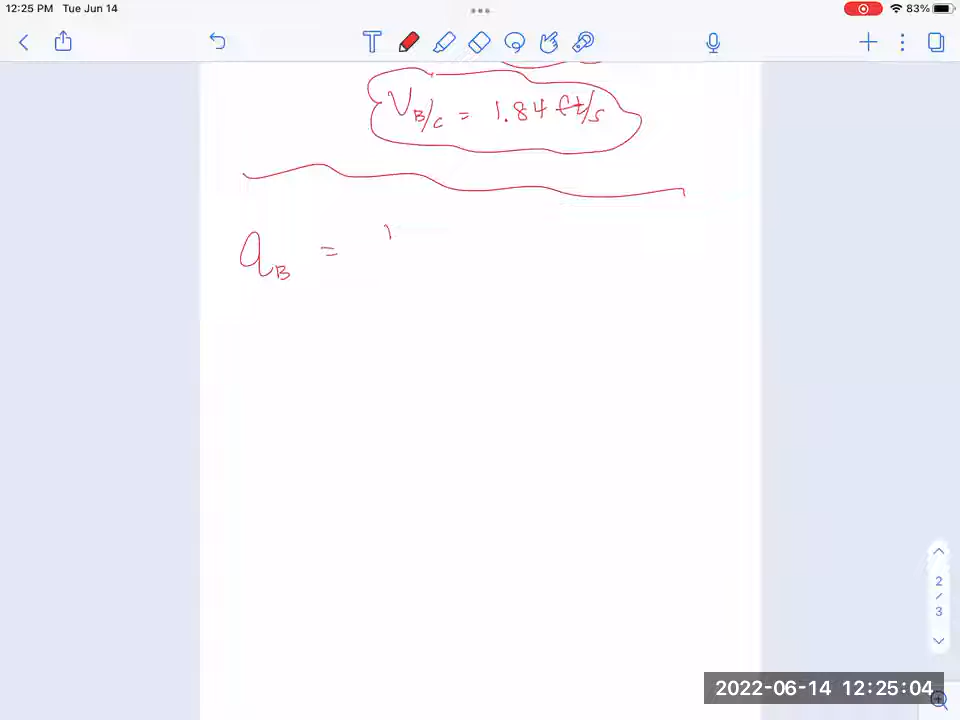 12:25 PM Tue Jun 14
83%
T
V_B/C = 1.84 ft/s
a_B =
2
/
3
2022-06-14 12:25:04